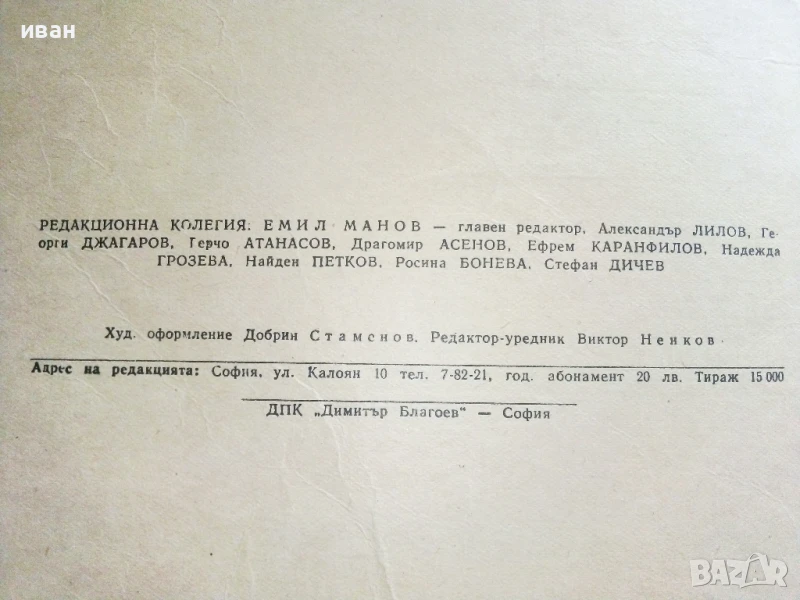 иван
РЕДАКЦИОННА КОЛЕГИЯ: ЕМИЛ МАНОВ — главен редактор, Александър ЛИЛОВ, Ге-
орги ДЖАГАРОВ, Герчо АТАНАСОВ, Драгомир АСЕНОВ, Ефрем КАРАНФИЛОВ, Надежда
ГРОЗЕВА, Найден ПЕТКОВ, Росина БОНЕВА, Стефан ДИЧЕВ
Худ. оформление Добрин Стаменов. Редактор-уредник Виктор Ненков
Адрес на редакцията: София, ул. Калоян 10 тел. 7-82-21, год. абонамент 20 лв. Тираж 15 000
ДПК „Димитър Благоев" — София
BAZAR